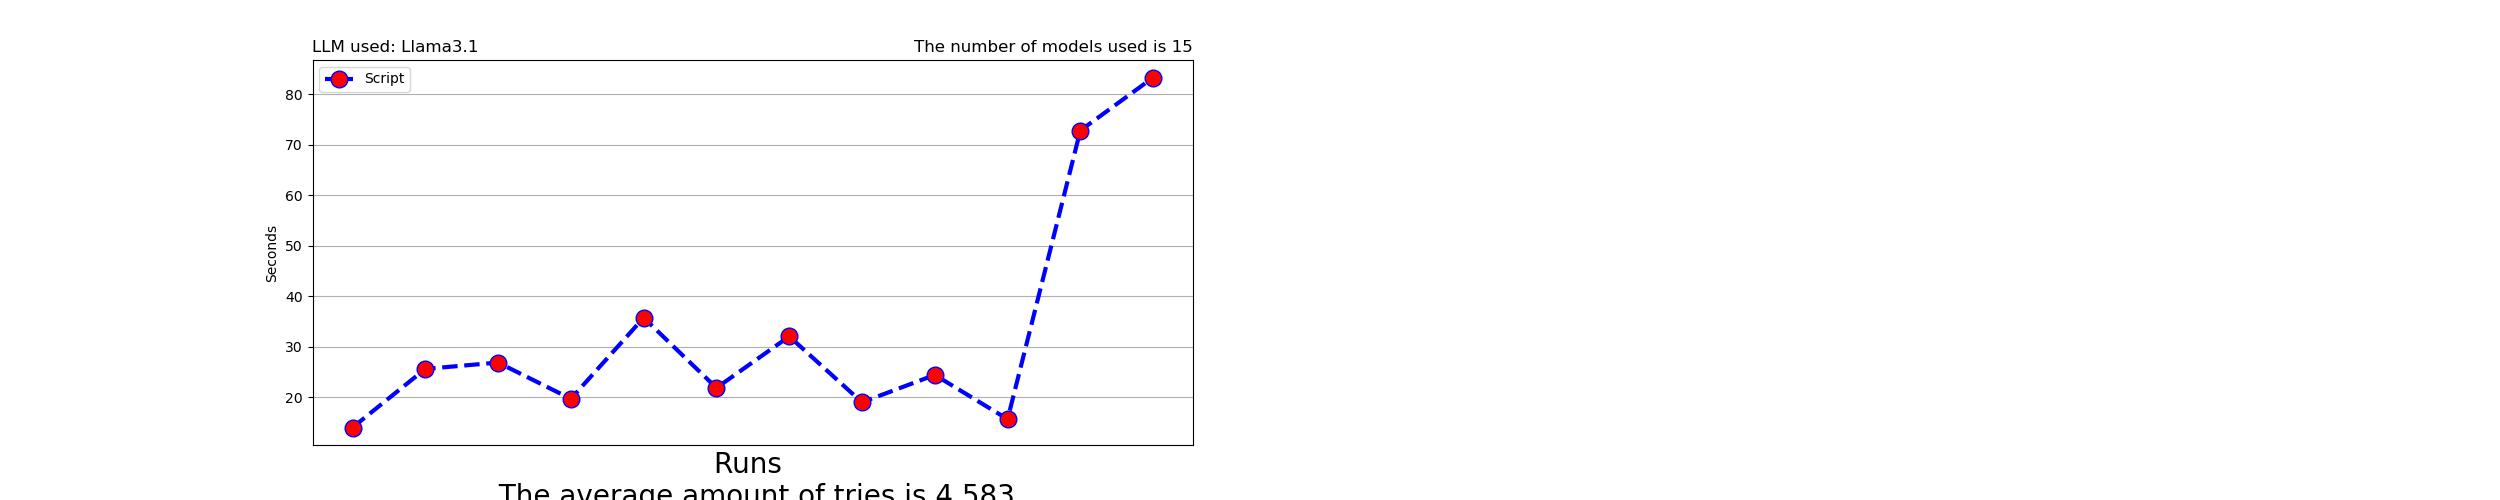 LLM used: Llama3.1
The number of models used is 15
Script
80
70
60
50
40
30
20
Seconds
Runs
The average amount of tries is 4.583